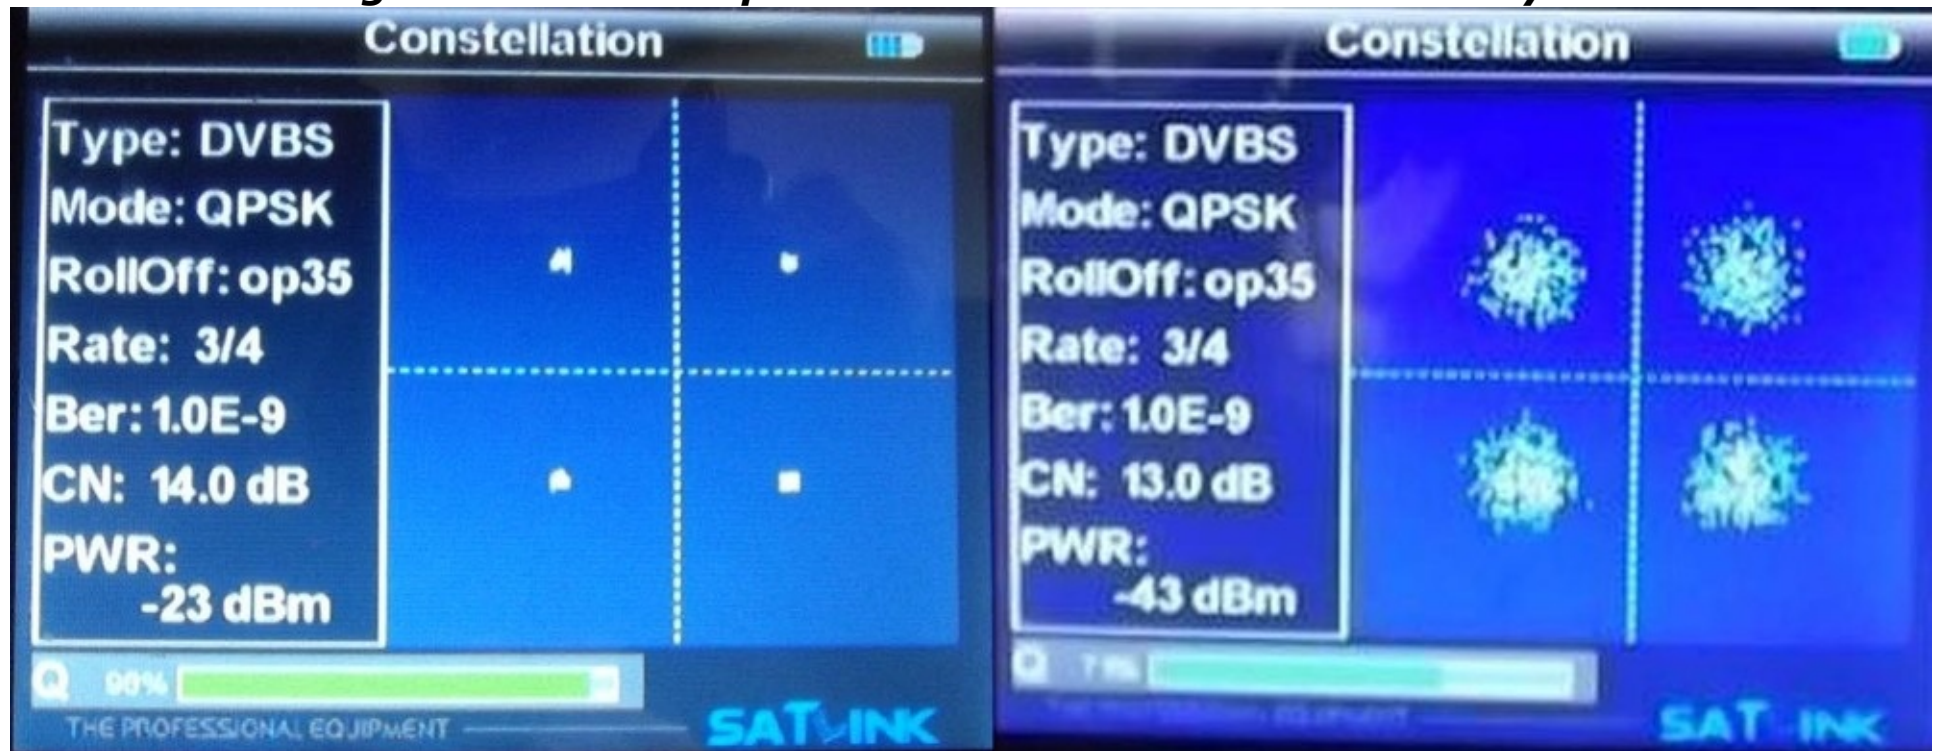 Constellation
Type: DVBS
Mode: QPSK
RollOff: op35
Rate: 3/4
Ber: 1.0E-9
CN: 14.0 dB
PWR:
-23 dBm
Q
THE PROFESSIONAL EQUIPMENT
SATLINK
Constellation
Type: DVBS
Mode: QPSK
RollOff: op35
Rate: 3/4
Ber: 1.0E-9
CN: 13.0 dB
PWR:
-43 dBm
Q
SATLINK